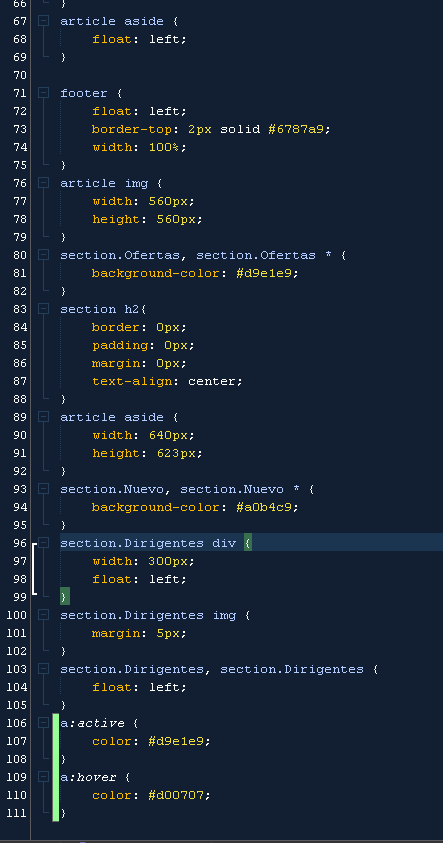 66 }
67 article aside {
68 float: left;
69 }
70
71 footer {
72 float: left;
73 border-top: 2px solid #6787a9;
74 width: 100%;
75 }
76 article img {
77 width: 560px;
78 height: 560px;
79 }
80 section.Ofertas, section.Ofertas * {
81 background-color: #d9e1e9;
82 }
83 section h2{
84 border: 0px;
85 padding: 0px;
86 margin: 0px;
87 text-align: center;
88 }
89 article aside {
90 width: 640px;
91 height: 623px;
92 }
93 section.Nuevo, section.Nuevo * {
94 background-color: #a0b4c9;
95 }
96 section.Dirigentes div {
97 width: 300px;
98 float: left;
99 }
100 section.Dirigentes img {
101 margin: 5px;
102 }
103 section.Dirigentes, section.Dirigentes {
104 float: left;
105 }
106 a:active {
107 color: #d9e1e9;
108 }
109 a:hover {
110 color: #d00707;
111 }